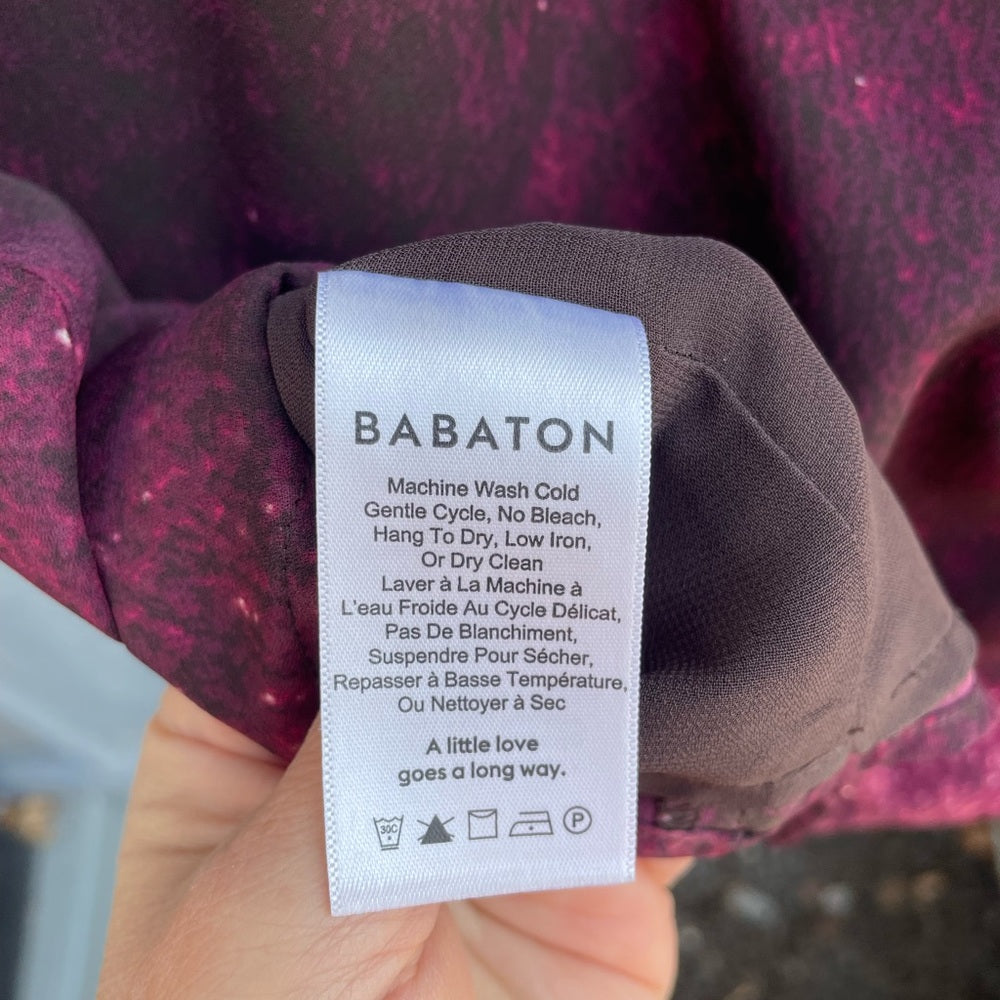 BABATON
Machine Wash Cold
Gentle Cycle, No Bleach,
Hang To Dry, Low Iron,
Or Dry Clean
Laver à La Machine à
L'eau Froide Au Cycle Délicat,
Pas De Blanchiment,
Suspendre Pour Sécher,
Repasser à Basse Température,
Ou Nettoyer à Sec
A little love
goes a long way.
30C P